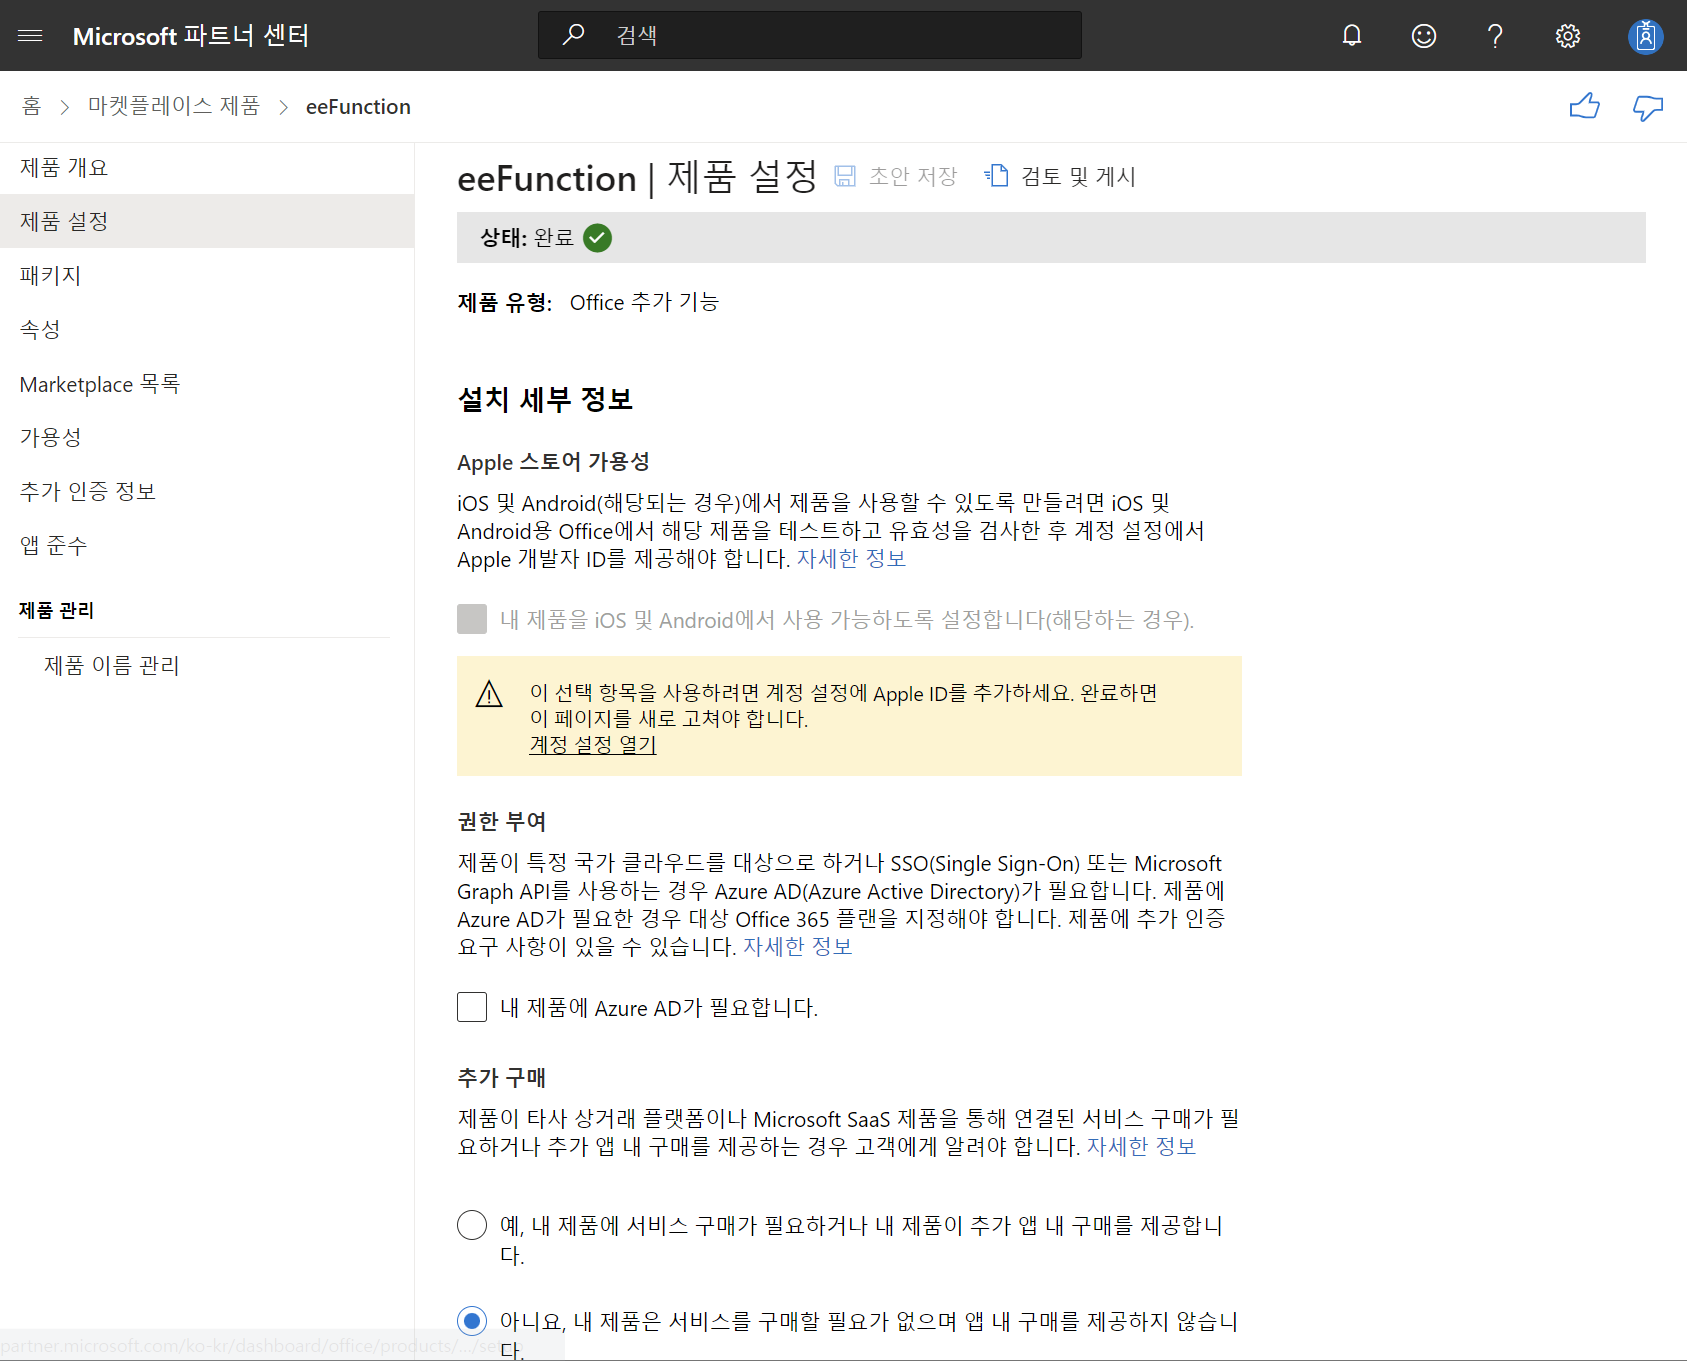 Microsoft 파트너 센터
검색
홈 > 마켓플레이스 제품 > eeFunction
제품 개요
제품 설정
패키지
속성
Marketplace 목록
가용성
추가 인증 정보
앱 준수
제품 관리
제품 이름 관리
eeFunction | 제품 설정 초안 저장 검토 및 게시
상태: 완료
제품 유형: Office 추가 기능
설치 세부 정보
Apple 스토어 가용성
iOS 및 Android(해당되는 경우)에서 제품을 사용할 수 있도록 만들려면 iOS 및
Android용 Office에서 해당 제품을 테스트하고 유효성을 검사한 후 계정 설정에서
Apple 개발자 ID를 제공해야 합니다. 자세한 정보
내 제품을 iOS 및 Android에서 사용 가능하도록 설정합니다(해당하는 경우).
이 선택 항목을 사용하려면 계정 설정에 Apple ID를 추가하세요. 완료하면
이 페이지를 새로 고쳐야 합니다.
계정 설정 열기
권한 부여
제품이 특정 국가 클라우드를 대상으로 하거나 SSO(Single Sign-On) 또는 Microsoft
Graph API를 사용하는 경우 Azure AD(Azure Active Directory)가 필요합니다. 제품에
Azure AD가 필요한 경우 대상 Office 365 플랜을 지정해야 합니다. 제품에 추가 인증
요구 사항이 있을 수 있습니다. 자세한 정보
내 제품에 Azure AD가 필요합니다.
추가 구매
제품이 타사 상거래 플랫폼이나 Microsoft SaaS 제품을 통해 연결된 서비스 구매가 필
요하거나 추가 앱 내 구매를 제공하는 경우 고객에게 알려야 합니다. 자세한 정보
예, 내 제품에 서비스 구매가 필요하거나 내 제품이 추가 앱 내 구매를 제공합니
다.
아니요, 내 제품은 서비스를 구매할 필요가 없으며 앱 내 구매를 제공하지 않습니
다.
partner.microsoft.com/ko-kr/dashboard/office/products/.../